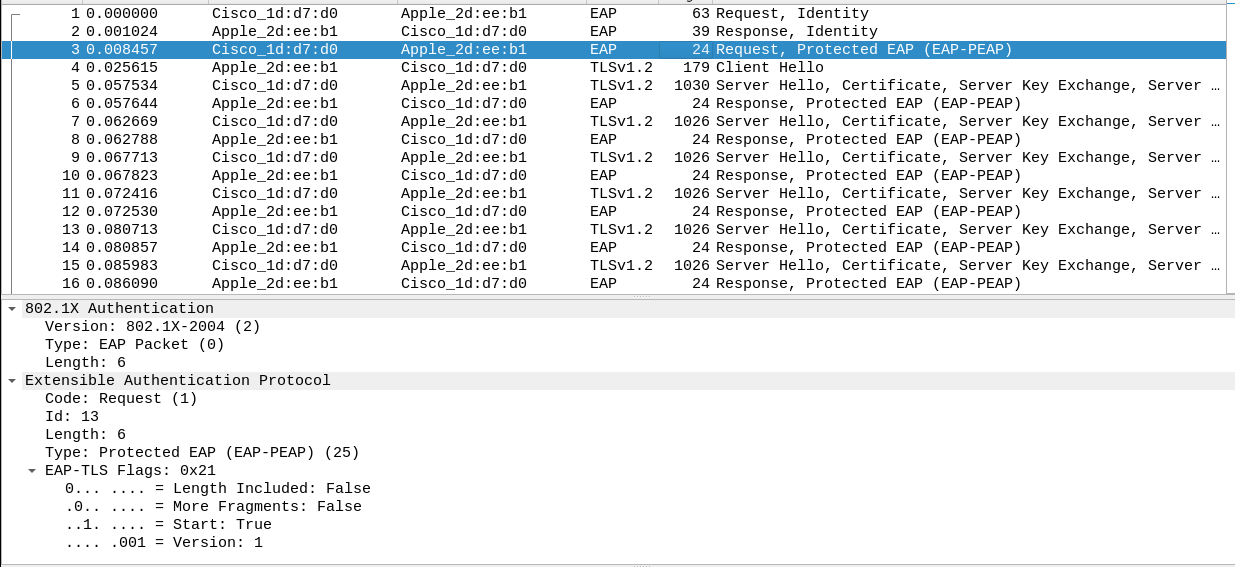 1 0.000000 Cisco_1d:d7:d0 Apple_2d:ee:b1 EAP 63 Request, Identity
2 0.001024 Apple_2d:ee:b1 Cisco_1d:d7:d0 EAP 39 Response, Identity
3 0.008457 Cisco_1d:d7:d0 Apple_2d:ee:b1 EAP 24 Request, Protected EAP (EAP-PEAP)
4 0.025615 Apple_2d:ee:b1 Cisco_1d:d7:d0 TLSv1.2 179 Client Hello
5 0.057534 Cisco_1d:d7:d0 Apple_2d:ee:b1 TLSv1.2 1030 Server Hello, Certificate, Server Key Exchange, Server …
6 0.057644 Apple_2d:ee:b1 Cisco_1d:d7:d0 EAP 24 Response, Protected EAP (EAP-PEAP)
7 0.062669 Cisco_1d:d7:d0 Apple_2d:ee:b1 TLSv1.2 1026 Server Hello, Certificate, Server Key Exchange, Server …
8 0.062788 Apple_2d:ee:b1 Cisco_1d:d7:d0 EAP 24 Response, Protected EAP (EAP-PEAP)
9 0.067713 Cisco_1d:d7:d0 Apple_2d:ee:b1 TLSv1.2 1026 Server Hello, Certificate, Server Key Exchange, Server …
10 0.067823 Apple_2d:ee:b1 Cisco_1d:d7:d0 EAP 24 Response, Protected EAP (EAP-PEAP)
11 0.072416 Cisco_1d:d7:d0 Apple_2d:ee:b1 TLSv1.2 1026 Server Hello, Certificate, Server Key Exchange, Server …
12 0.072530 Apple_2d:ee:b1 Cisco_1d:d7:d0 EAP 24 Response, Protected EAP (EAP-PEAP)
13 0.080713 Cisco_1d:d7:d0 Apple_2d:ee:b1 TLSv1.2 1026 Server Hello, Certificate, Server Key Exchange, Server …
14 0.080857 Apple_2d:ee:b1 Cisco_1d:d7:d0 EAP 24 Response, Protected EAP (EAP-PEAP)
15 0.085983 Cisco_1d:d7:d0 Apple_2d:ee:b1 TLSv1.2 1026 Server Hello, Certificate, Server Key Exchange, Server …
16 0.086090 Apple_2d:ee:b1 Cisco_1d:d7:d0 EAP 24 Response, Protected EAP (EAP-PEAP)
802.1X Authentication
Version: 802.1X-2004 (2)
Type: EAP Packet (0)
Length: 6
Extensible Authentication Protocol
Code: Request (1)
Id: 13
Length: 6
Type: Protected EAP (EAP-PEAP) (25)
EAP-TLS Flags: 0x21
0... .... = Length Included: False
.0.. .... = More Fragments: False
..1. .... = Start: True
.... .001 = Version: 1